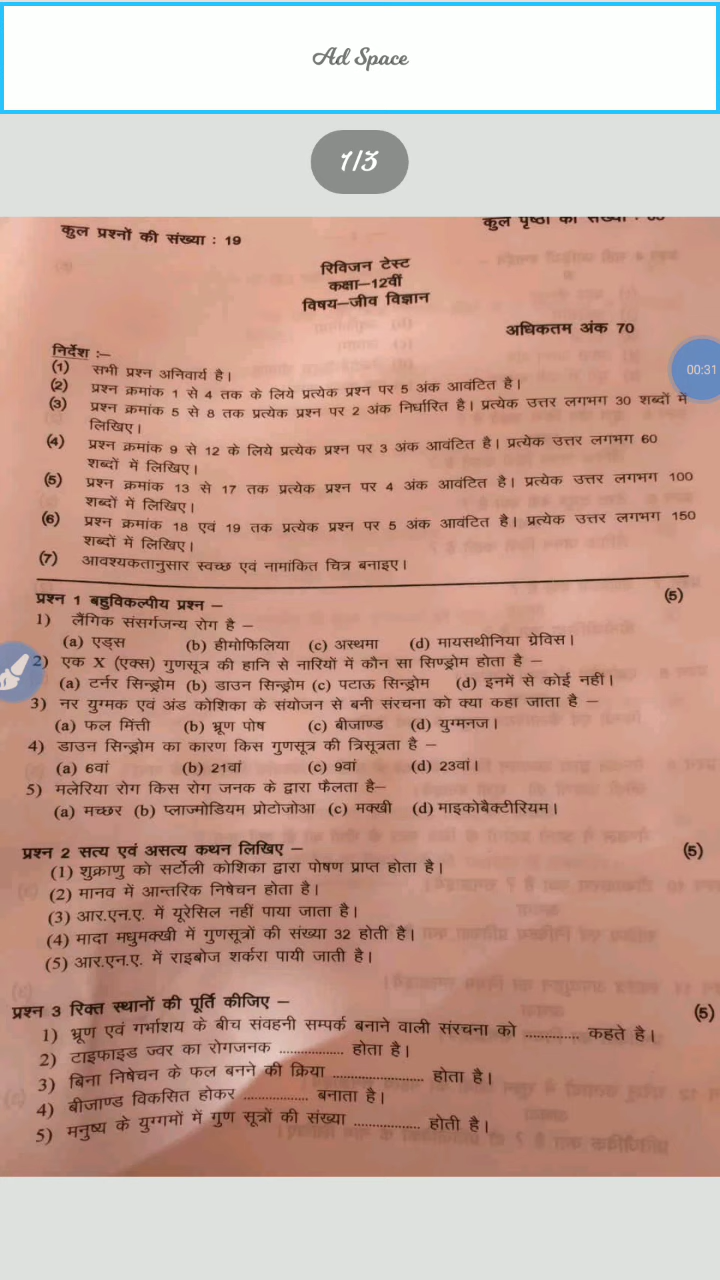 Ad Space
1/3
कुल प्रश्नों की संख्या : 19
कुल पृष्ठों की संख्या :
रिविजन टेस्ट
कक्षा–12वीं
विषय–जीव विज्ञान
अधिकतम अंक 70
00:31
निर्देश :–
(1) सभी प्रश्न अनिवार्य है।
(2) प्रश्न क्रमांक 1 से 4 तक के लिये प्रत्येक प्रश्न पर 5 अंक आवंटित है।
(3) प्रश्न क्रमांक 5 से 8 तक प्रत्येक प्रश्न पर 2 अंक निर्धारित है। प्रत्येक उत्तर लगभग 30 शब्दों में
लिखिए।
(4) प्रश्न क्रमांक 9 से 12 के लिये प्रत्येक प्रश्न पर 3 अंक आवंटित है। प्रत्येक उत्तर लगभग 60
शब्दों में लिखिए।
(5) प्रश्न क्रमांक 13 से 17 तक प्रत्येक प्रश्न पर 4 अंक आवंटित है। प्रत्येक उत्तर लगभग 100
शब्दों में लिखिए।
(6) प्रश्न क्रमांक 18 एवं 19 तक प्रत्येक प्रश्न पर 5 अंक आवंटित है। प्रत्येक उत्तर लगभग 150
शब्दों में लिखिए।
(7) आवश्यकतानुसार स्वच्छ एवं नामांकित चित्र बनाइए।
प्रश्न 1 बहुविकल्पीय प्रश्न – (5)
1) लैंगिक संसर्गजन्य रोग है –
(a) एड्स (b) हीमोफिलिया (c) अस्थमा (d) मायसथीनिया ग्रेविस।
2) एक X (एक्स) गुणसूत्र की हानि से नारियों में कौन सा सिण्ड्रोम होता है –
(a) टर्नर सिन्ड्रोम (b) डाउन सिन्ड्रोम (c) पटाऊ सिन्ड्रोम (d) इनमें से कोई नहीं।
3) नर युग्मक एवं अंड कोशिका के संयोजन से बनी संरचना को क्या कहा जाता है –
(a) फल मित्ती (b) भ्रूण पोष (c) बीजाण्ड (d) युग्मनज।
4) डाउन सिन्ड्रोम का कारण किस गुणसूत्र की त्रिसूत्रता है –
(a) 6वां (b) 21वां (c) 9वां (d) 23वां।
5) मलेरिया रोग किस रोग जनक के द्वारा फैलता है–
(a) मच्छर (b) प्लाज्मोडियम प्रोटोजोआ (c) मक्खी (d) माइकोबैक्टीरियम।
प्रश्न 2 सत्य एवं असत्य कथन लिखिए – (5)
(1) शुक्राणु को सर्टोली कोशिका द्वारा पोषण प्राप्त होता है।
(2) मानव में आन्तरिक निषेचन होता है।
(3) आर.एन.ए. में यूरेसिल नहीं पाया जाता है।
(4) मादा मधुमक्खी में गुणसूत्रों की संख्या 32 होती है।
(5) आर.एन.ए. में राइबोज शर्करा पायी जाती है।
प्रश्न 3 रिक्त स्थानों की पूर्ति कीजिए – (5)
1) भ्रूण एवं गर्भाशय के बीच संवहनी सम्पर्क बनाने वाली संरचना को ............. कहते है।
2) टाइफाइड ज्वर का रोगजनक ............... होता है।
3) बिना निषेचन के फल बनने की क्रिया ...................... होता है।
4) बीजाण्ड विकसित होकर ............... बनाता है।
5) मनुष्य के युग्गमों में गुण सूत्रों की संख्या ................ होती है।